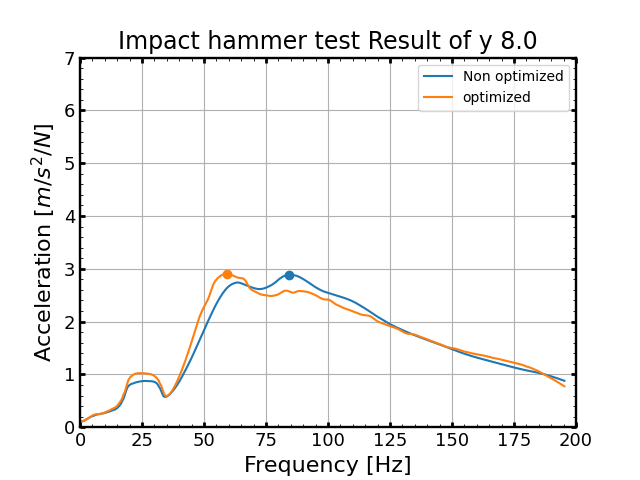 Impact hammer test Result of y 8.0
Non optimized
optimized
7
6
5
4
3
2
1
0
Acceleration [m/s²/N]
0 25 50 75 100 125 150 175 200
Frequency [Hz]